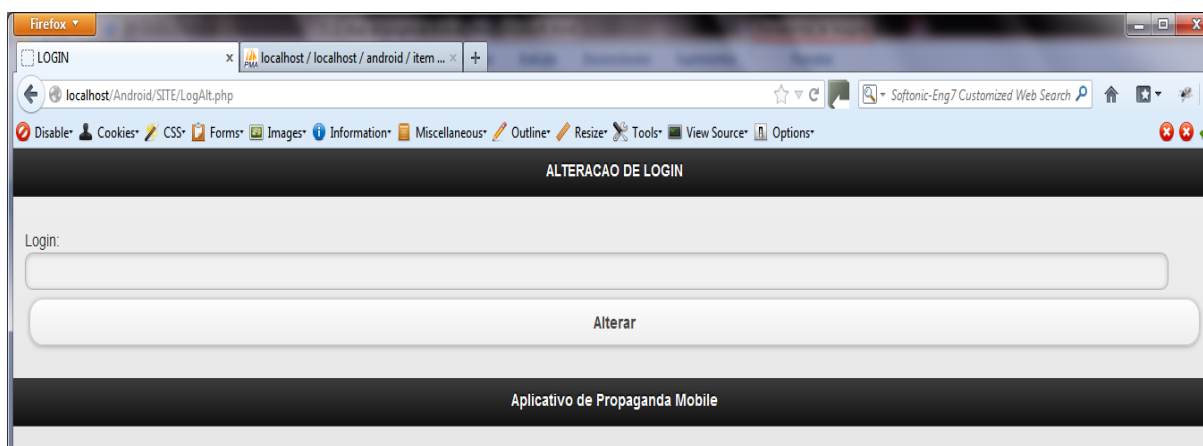 Firefox
LOGIN x
PMA localhost / localhost / android / item ... x +
localhost/Android/SITE/LogAlt.php
Softonic-Eng7 Customized Web Search
Disable Cookies CSS Forms Images Information Miscellaneous Outline Resize Tools View Source Options
ALTERACAO DE LOGIN
Login:
Alterar
Aplicativo de Propaganda Mobile